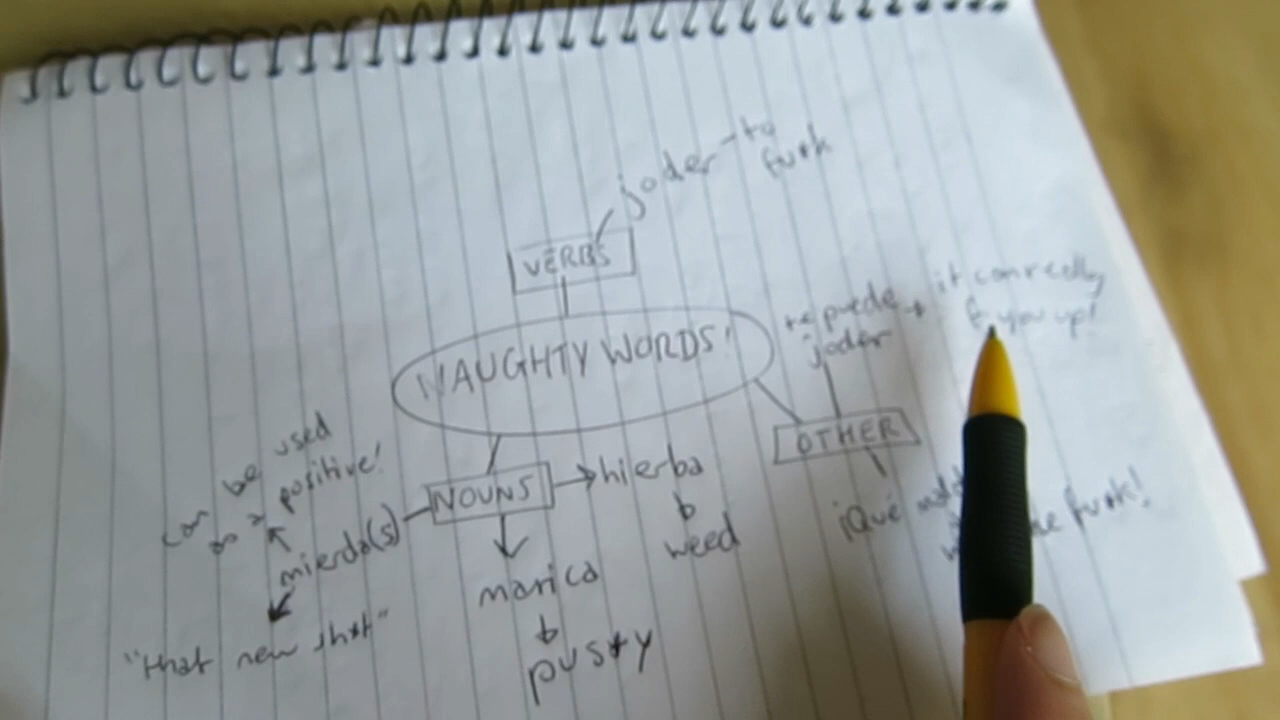 joder - to
fu*k
VERBS
NAUGHTY WORDS!
te puede → it can really
joder f* you up!
OTHER
¡Qué
the fu*k!
NOUNS → hierba
weed
can be used
as a positive!
mierda(s)
"that new sh*t"
marica
pus*y